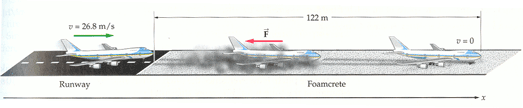 122 m
v = 26.8 m/s
F
v = 0
Runway
Foamcrete
x